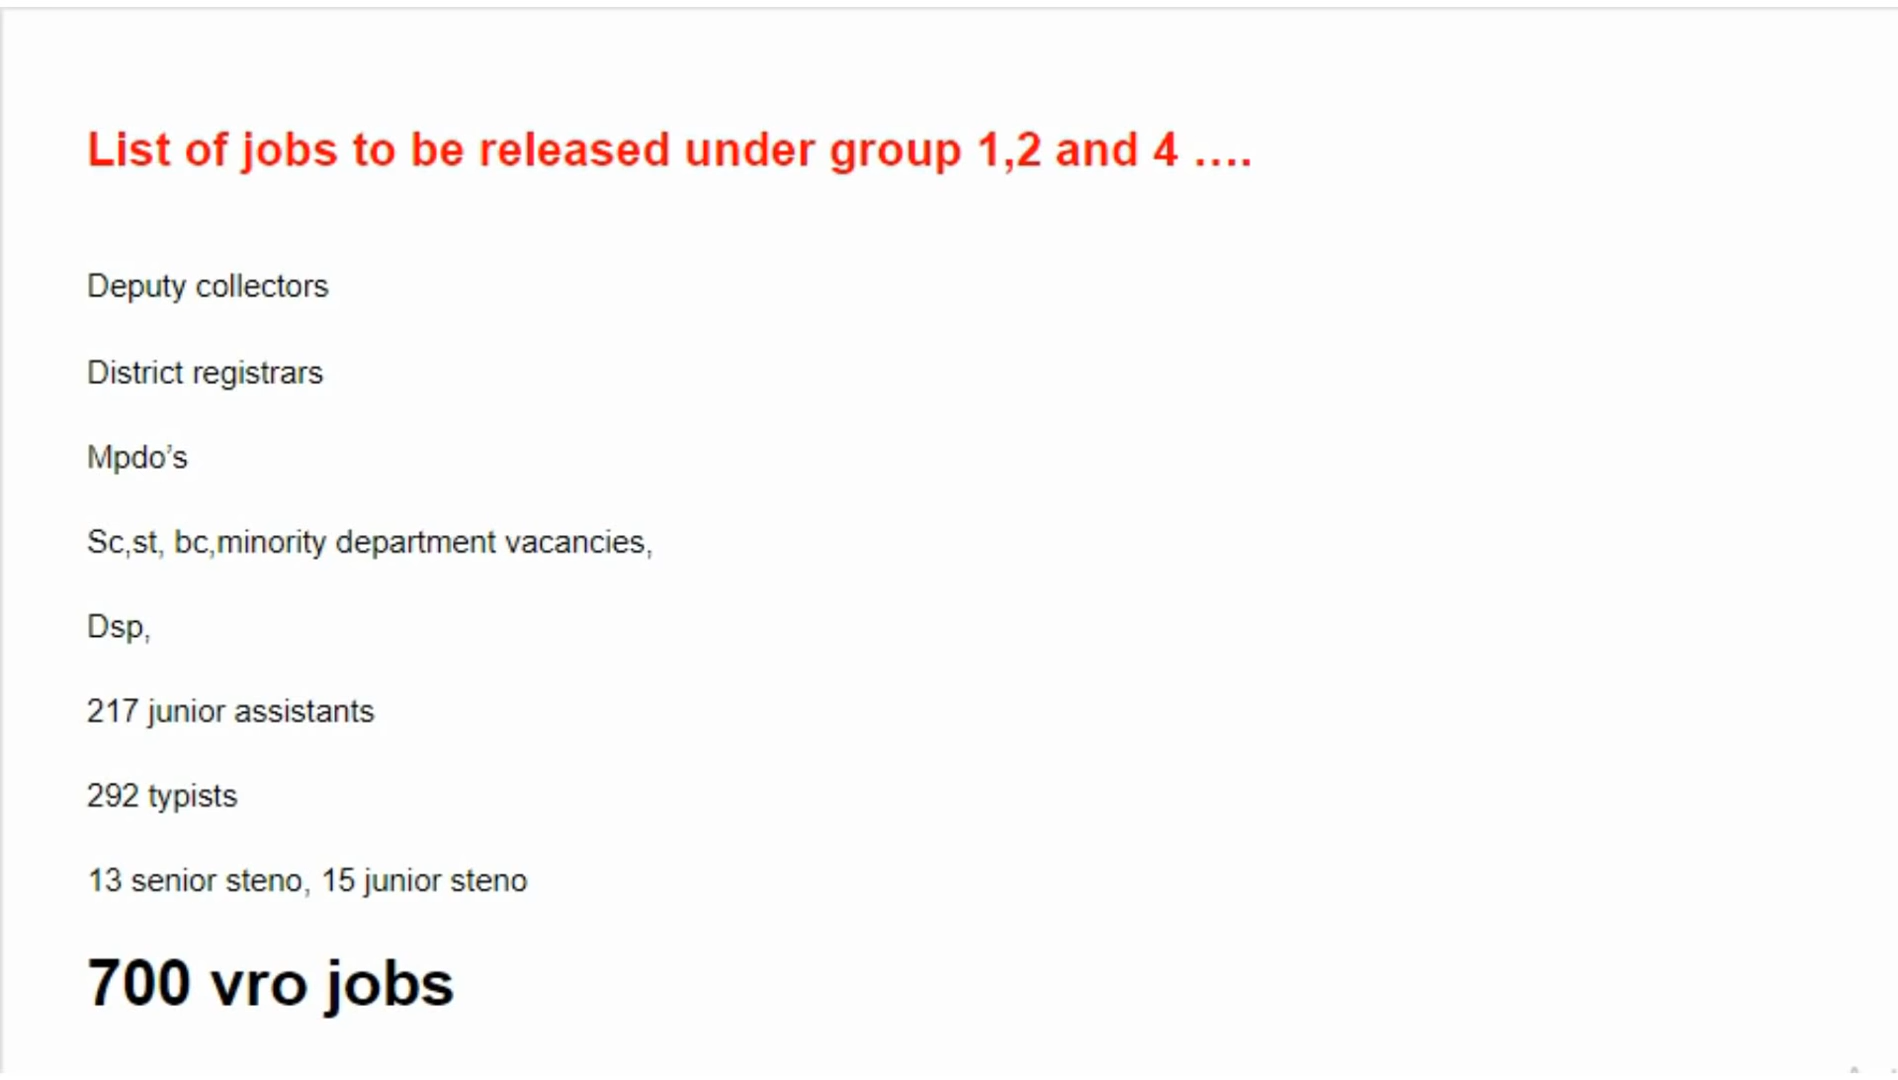 List of jobs to be released under group 1,2 and 4 ....
Deputy collectors
District registrars
Mpdo’s
Sc,st, bc,minority department vacancies,
Dsp,
217 junior assistants
292 typists
13 senior steno, 15 junior steno
700 vro jobs